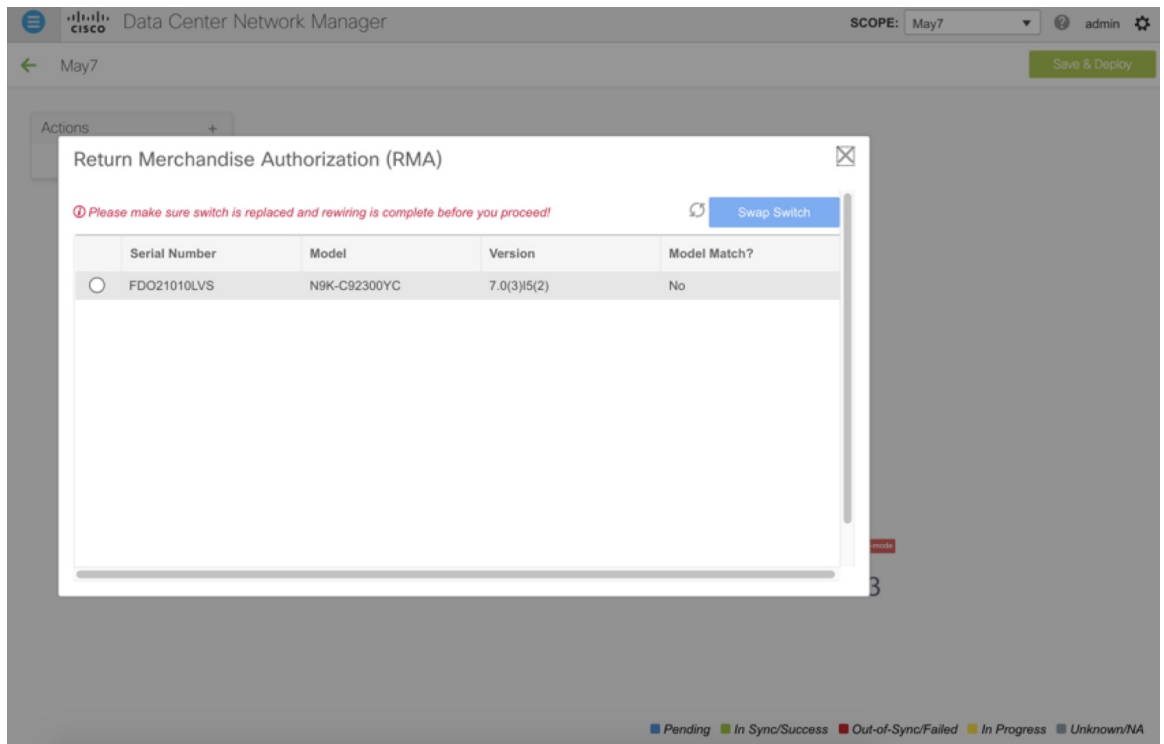 cisco Data Center Network Manager SCOPE: May7 admin
May7 Save & Deploy
Actions +
Return Merchandise Authorization (RMA)
Please make sure switch is replaced and rewiring is complete before you proceed! Swap Switch
Serial Number Model Version Model Match?
FDO21010LVS N9K-C92300YC 7.0(3)I5(2) No
mode
3
Pending In Sync/Success Out-of-Sync/Failed In Progress Unknown/NA